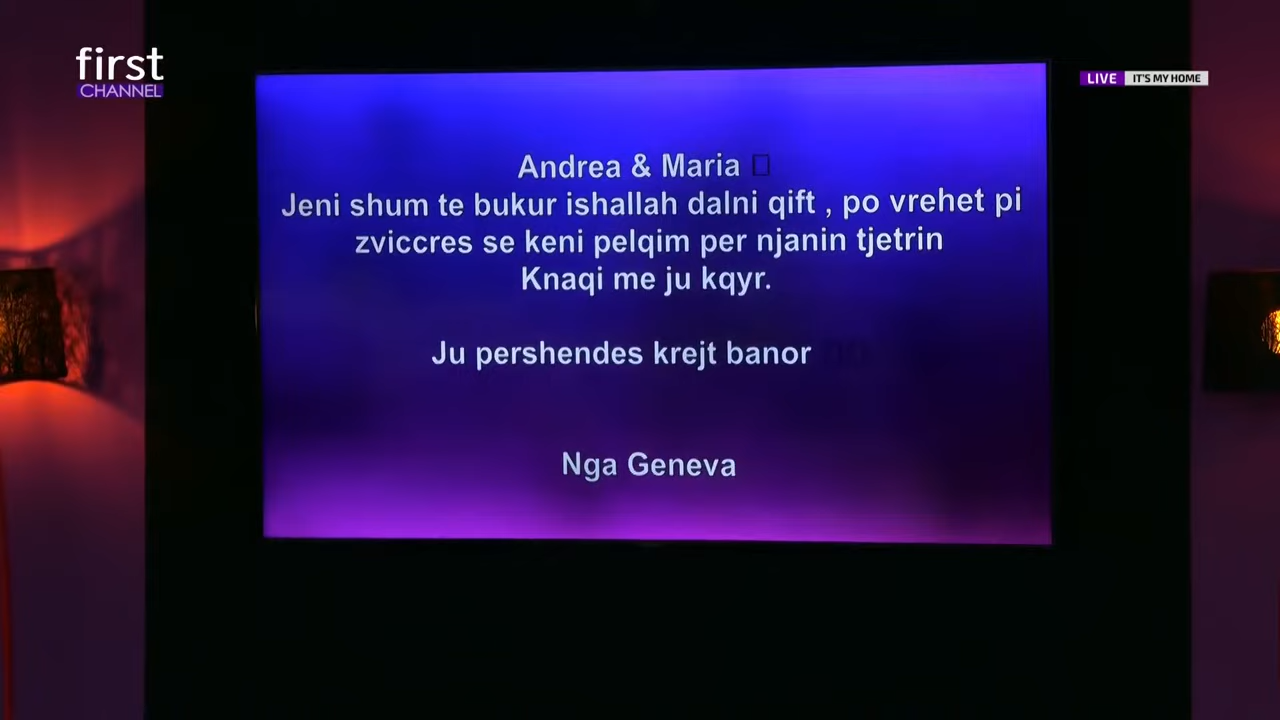 first
CHANNEL
LIVE IT'S MY HOME
Andrea & Maria
Jeni shum te bukur ishallah dalni qift , po vrehet pi
zviccres se keni pelqim per njanin tjetrin
Knaqi me ju kqyr.
Ju pershendes krejt banor
Nga Geneva